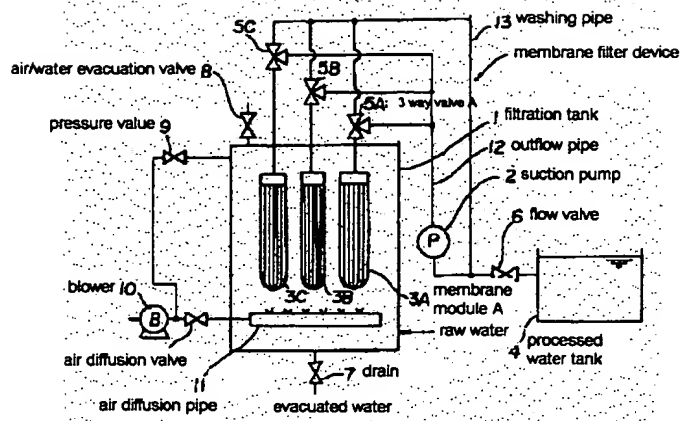 5C
13 washing pipe
membrane filter device
5B
air/water evacuation valve 8
5A: 3 way valve A
1 filtration tank
pressure value 9
12 outflow pipe
2 suction pump
6 flow valve
P
3C
3B
3A
membrane
module A
blower 10
B
raw water
4 processed
water tank
air diffusion valve
11
7 drain
air diffusion pipe
evacuated water